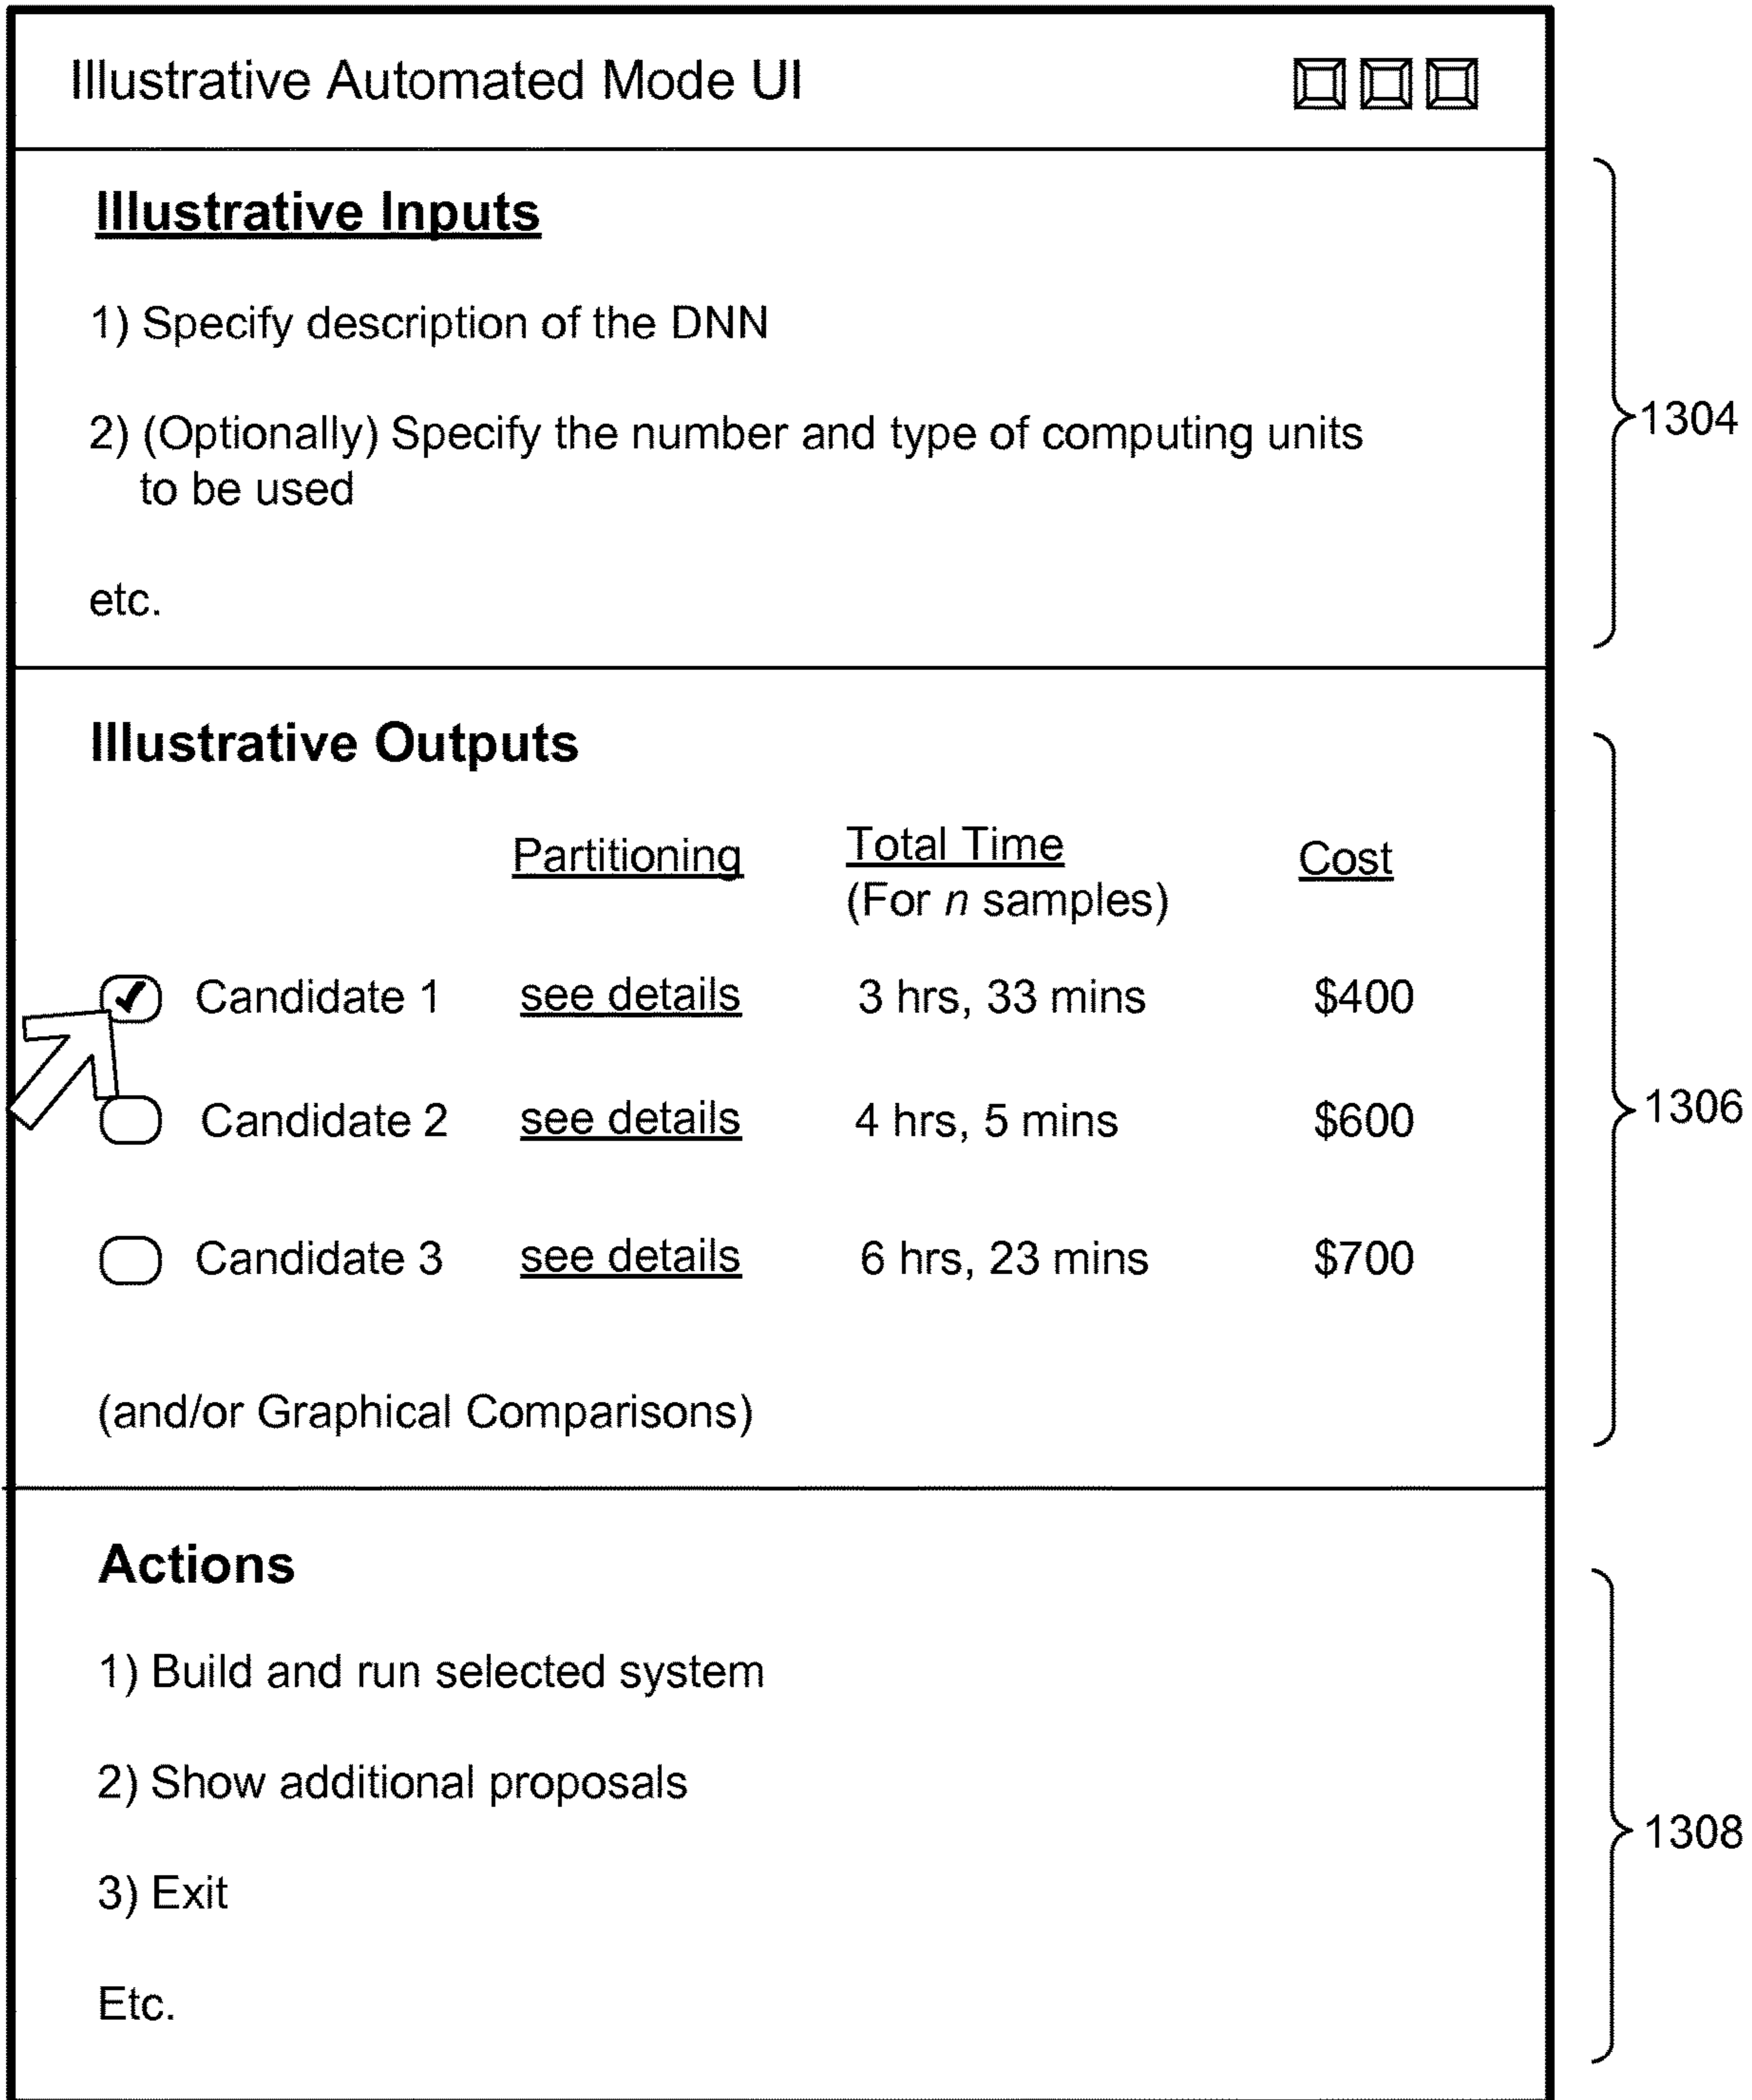 Illustrative Automated Mode UI
Illustrative Inputs
1) Specify description of the DNN
2) (Optionally) Specify the number and type of computing units
to be used
etc.
1304
Illustrative Outputs
Partitioning Total Time Cost
(For n samples)
Candidate 1 see details 3 hrs, 33 mins $400
Candidate 2 see details 4 hrs, 5 mins $600
Candidate 3 see details 6 hrs, 23 mins $700
(and/or Graphical Comparisons)
1306
Actions
1) Build and run selected system
2) Show additional proposals
3) Exit
Etc.
1308